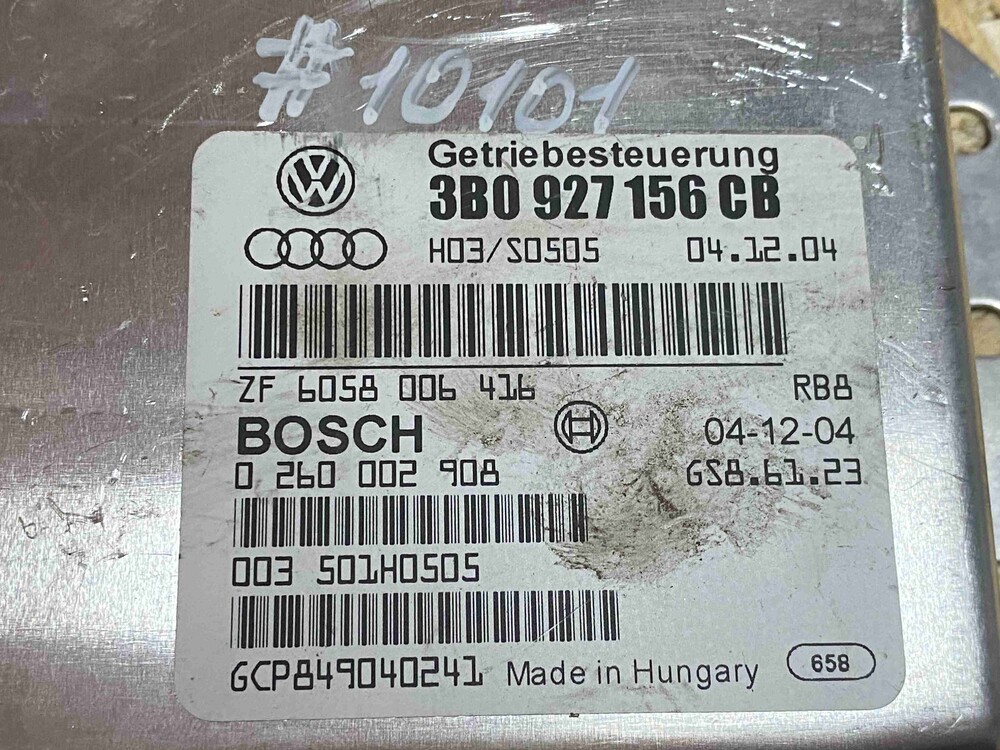 #10101
Getriebesteuerung
3B0 927 156 CB
H03/S0505 04.12.04
ZF 6058 006 416 RB8
BOSCH 04-12-04
0 260 002 908 GS8.61.23
003 501H0505
GCP849040241 Made in Hungary 658